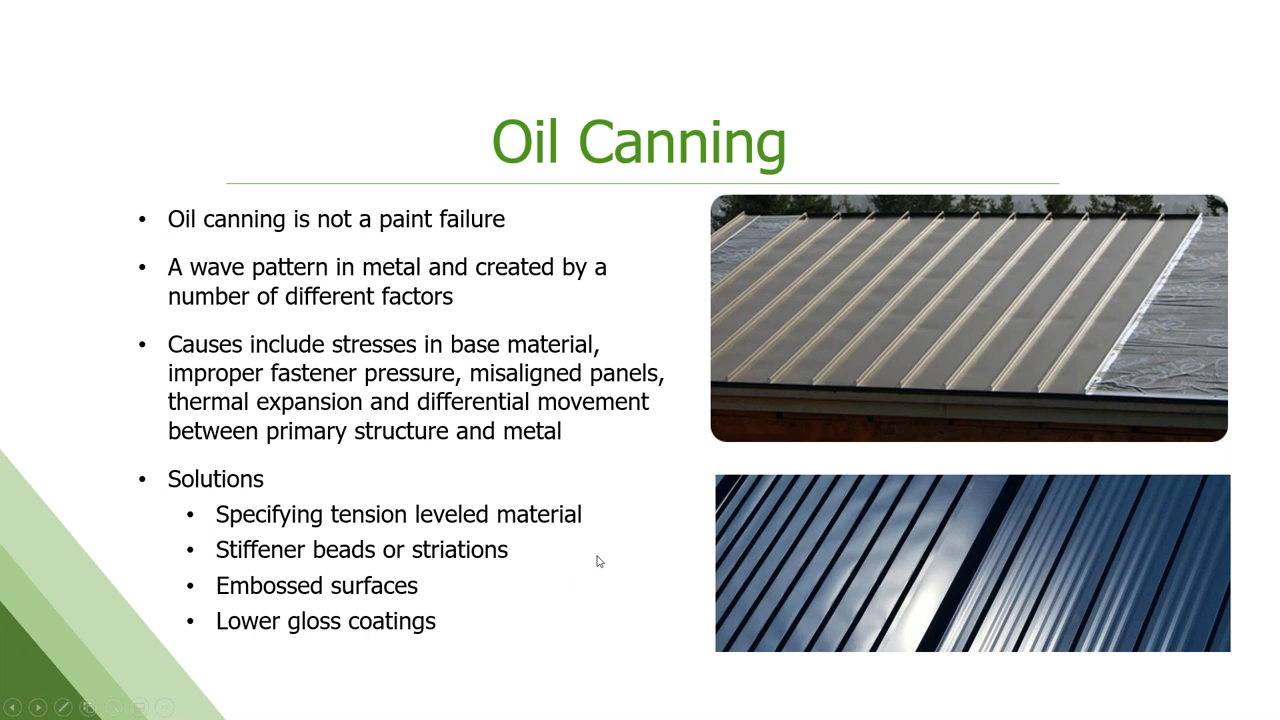 Oil Canning
• Oil canning is not a paint failure
• A wave pattern in metal and created by a
number of different factors
• Causes include stresses in base material,
improper fastener pressure, misaligned panels,
thermal expansion and differential movement
between primary structure and metal
• Solutions
• Specifying tension leveled material
• Stiffener beads or striations
• Embossed surfaces
• Lower gloss coatings